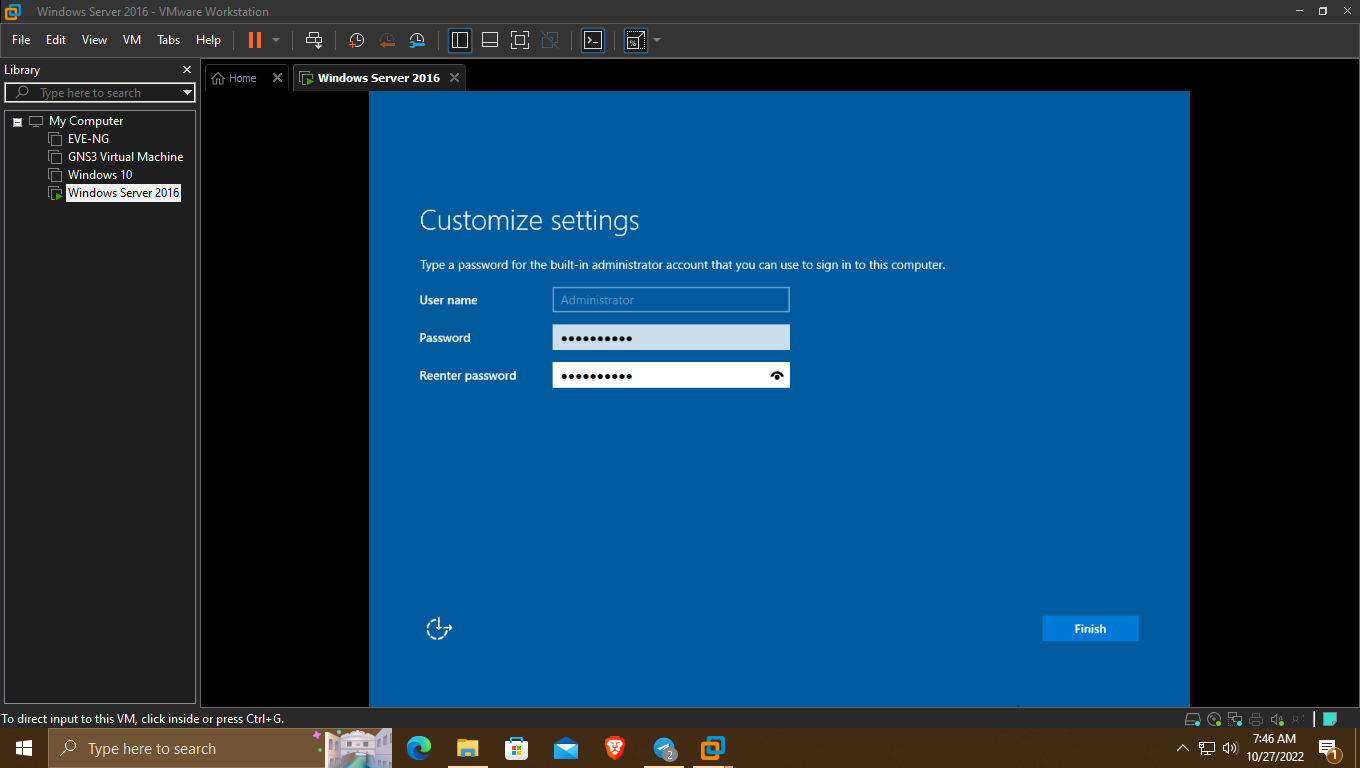 Windows Server 2016 - VMware Workstation
File Edit View VM Tabs Help
Library
Type here to search
My Computer
EVE-NG
GNS3 Virtual Machine
Windows 10
Windows Server 2016
Home
Windows Server 2016
Customize settings
Type a password for the built-in administrator account that you can use to sign in to this computer.
User name
Administrator
Password
Reenter password
Finish
To direct input to this VM, click inside or press Ctrl+G.
Type here to search
2
7:46 AM
10/27/2022
1